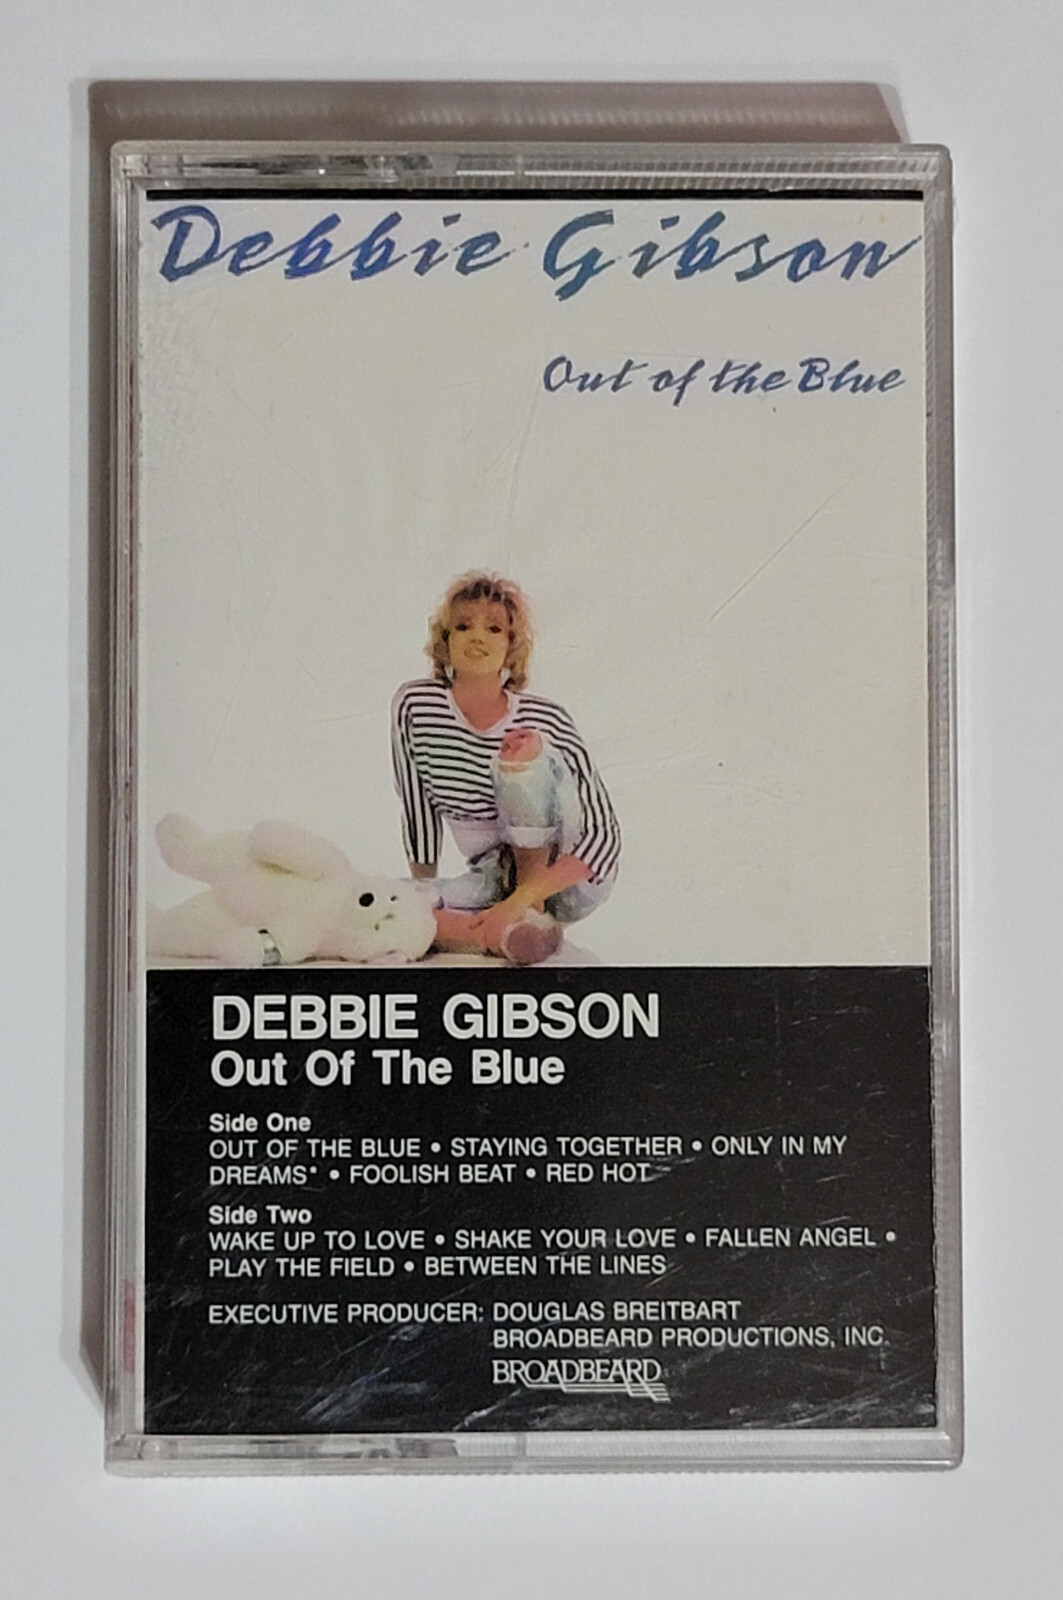 Debbie Gibson
Out of the Blue
DEBBIE GIBSON
Out Of The Blue
Side One
OUT OF THE BLUE • STAYING TOGETHER • ONLY IN MY
DREAMS* • FOOLISH BEAT • RED HOT
Side Two
WAKE UP TO LOVE • SHAKE YOUR LOVE • FALLEN ANGEL •
PLAY THE FIELD • BETWEEN THE LINES
EXECUTIVE PRODUCER: DOUGLAS BREITBART
BROADBEARD PRODUCTIONS, INC.
BROADBEARD